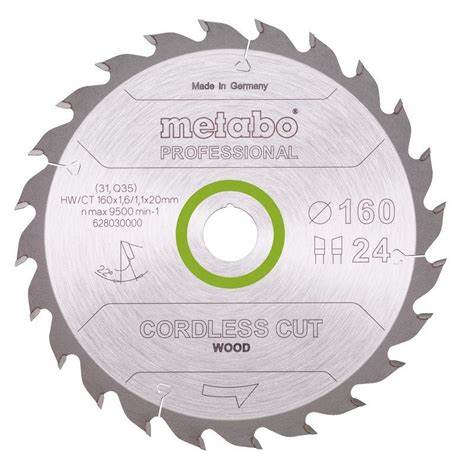 Made In Germany
metabo®
PROFESSIONAL
(31, Q35)
HW/CT 160x1,6/1,1x20mm
n max 9500 min-1
628030000
22°
⌀160
24
CORDLESS CUT
WOOD